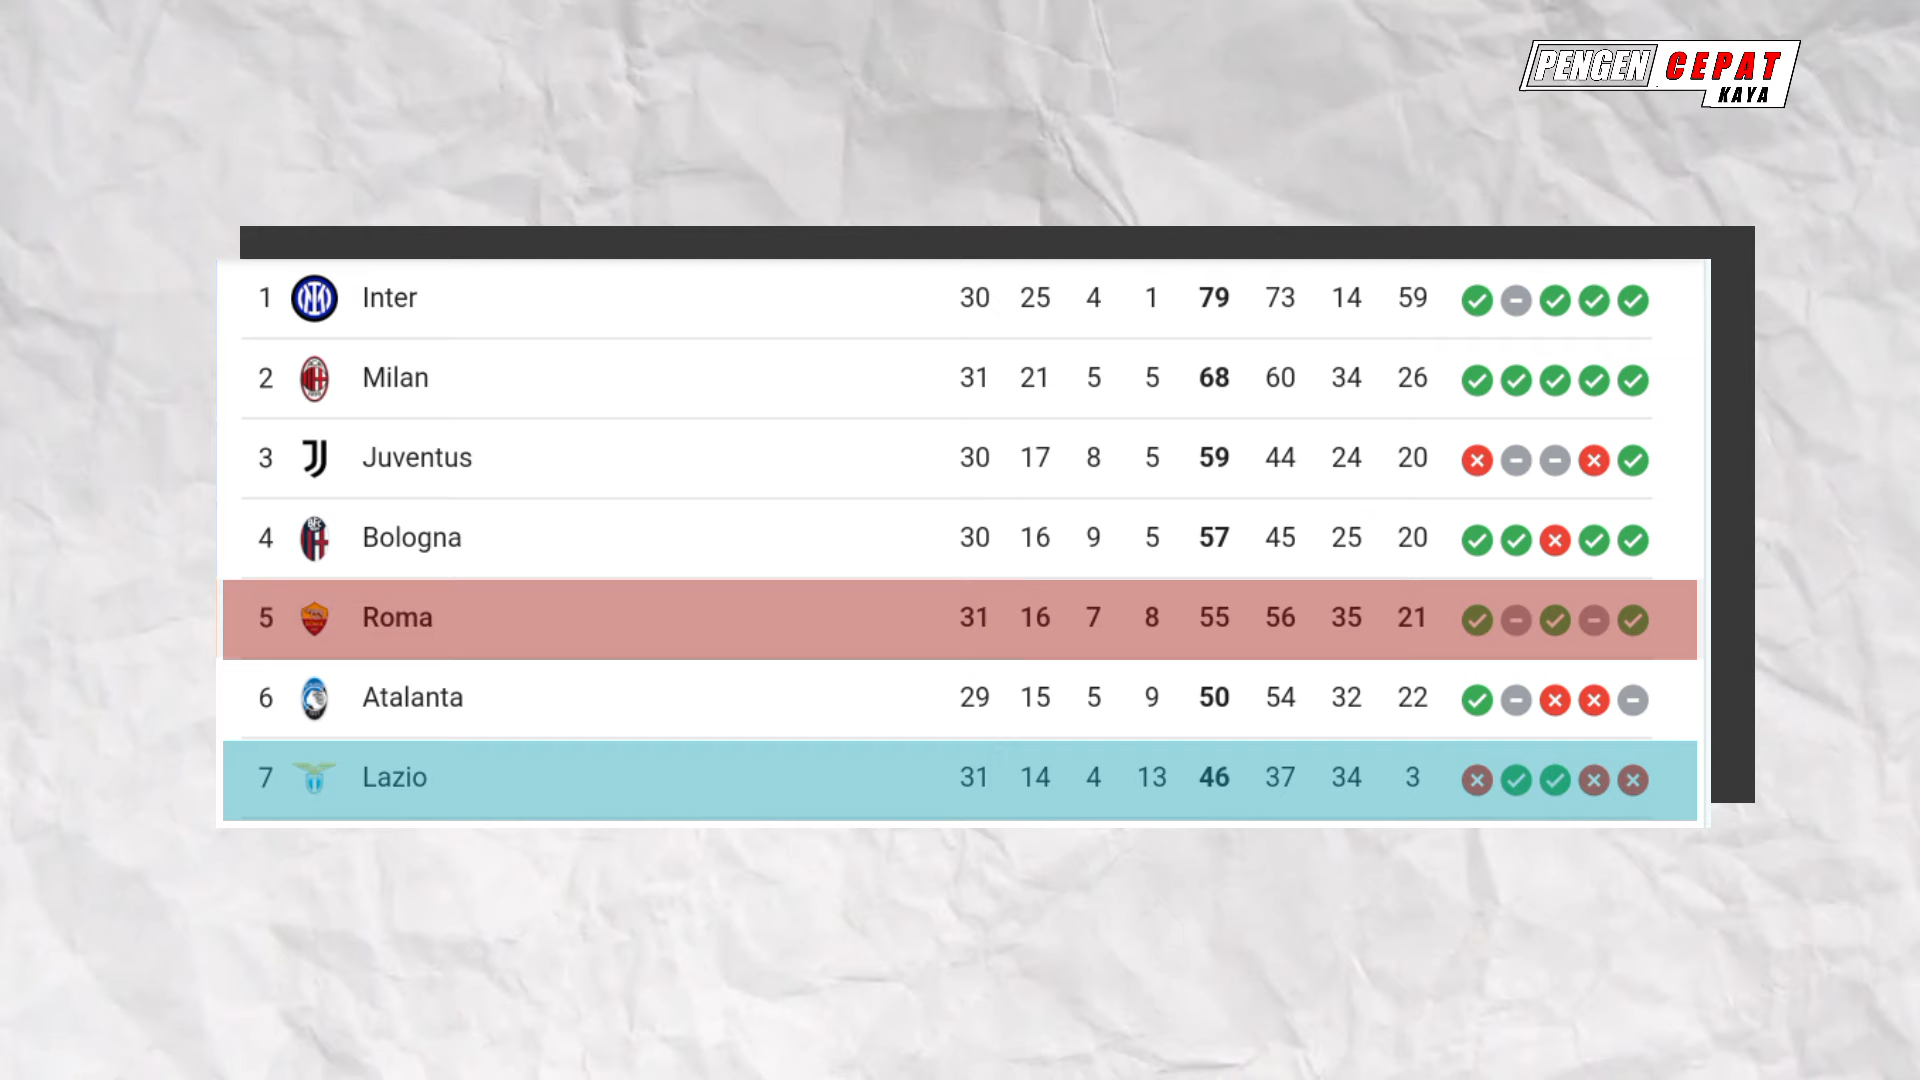 PENGEN CEPAT
KAYA
1 Inter 30 25 4 1 79 73 14 59
2 Milan 31 21 5 5 68 60 34 26
3 Juventus 30 17 8 5 59 44 24 20
4 Bologna 30 16 9 5 57 45 25 20
5 Roma 31 16 7 8 55 56 35 21
6 Atalanta 29 15 5 9 50 54 32 22
7 Lazio 31 14 4 13 46 37 34 3